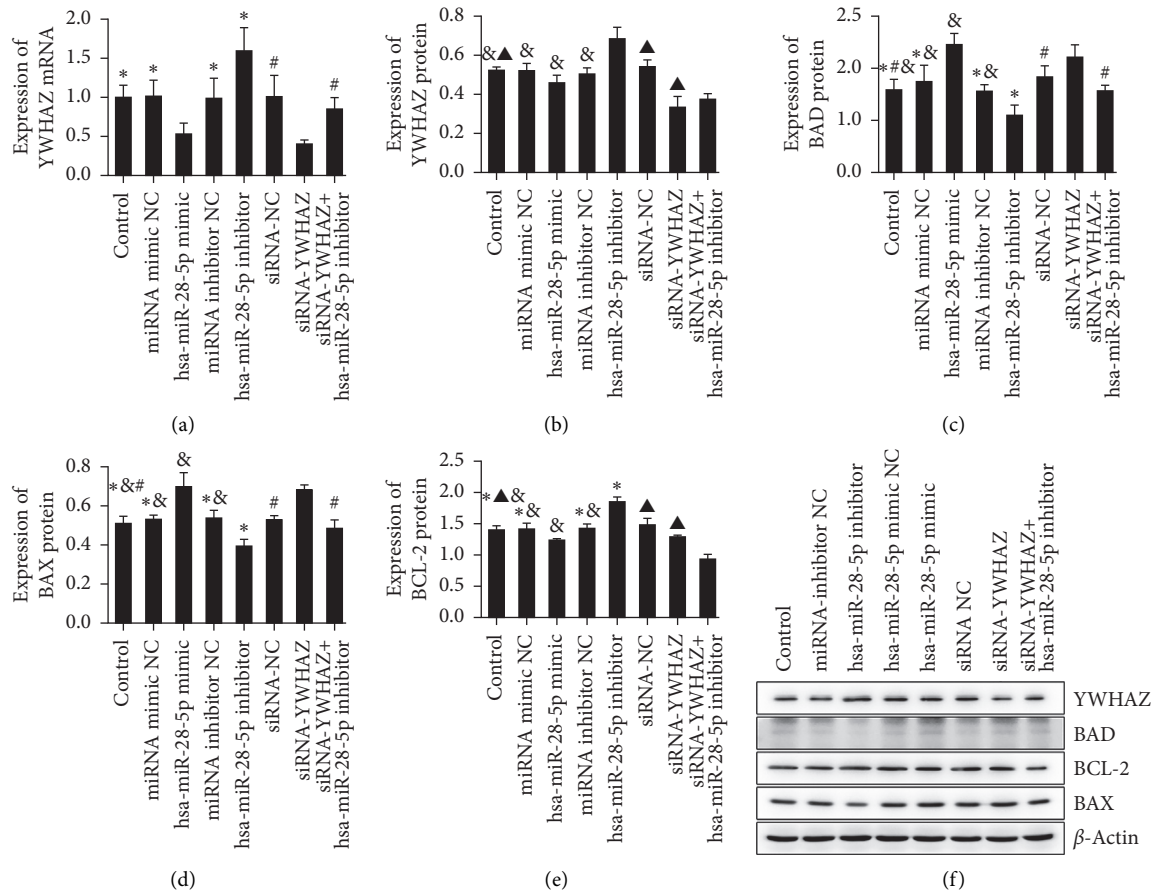 Expression of
YWHAZ mRNA
2.0
1.5
1.0
0.5
0.0
* * * * # #
Control
miRNA mimic NC
hsa-miR-28-5p mimic
miRNA inhibitor NC
hsa-miR-28-5p inhibitor
siRNA-NC
siRNA-YWHAZ
siRNA-YWHAZ+
hsa-miR-28-5p inhibitor
(a)
Expression of
YWHAZ protein
0.8
0.6
0.4
0.2
0.0
&▲ & & & ▲ ▲
Control
miRNA mimic NC
hsa-miR-28-5p mimic
miRNA inhibitor NC
hsa-miR-28-5p inhibitor
siRNA-NC
siRNA-YWHAZ
siRNA-YWHAZ+
hsa-miR-28-5p inhibitor
(b)
Expression of
BAD protein
2.5
2.0
1.0
0.0
*#& *& & *& * # #
Control
miRNA mimic NC
hsa-miR-28-5p mimic
miRNA inhibitor NC
hsa-miR-28-5p inhibitor
siRNA-NC
siRNA-YWHAZ
siRNA-YWHAZ+
hsa-miR-28-5p inhibitor
(c)
Expression of
BAX protein
0.8
0.6
0.4
0.2
0.0
*&# *& & *& * # #
Control
miRNA mimic NC
hsa-miR-28-5p mimic
miRNA inhibitor NC
hsa-miR-28-5p inhibitor
siRNA-NC
siRNA-YWHAZ
siRNA-YWHAZ+
hsa-miR-28-5p inhibitor
(d)
Expression of
BCL-2 protein
2.5
2.0
1.5
1.0
0.5
0.0
*▲& *& & *& * ▲ ▲
Control
miRNA mimic NC
hsa-miR-28-5p mimic
miRNA inhibitor NC
hsa-miR-28-5p inhibitor
siRNA-NC
siRNA-YWHAZ
siRNA-YWHAZ+
hsa-miR-28-5p inhibitor
(e)
Control
miRNA-inhibitor NC
hsa-miR-28-5p inhibitor
hsa-miR-28-5p mimic NC
hsa-miR-28-5p mimic
siRNA NC
siRNA-YWHAZ
siRNA-YWHAZ+
hsa-miR-28-5p inhibitor
YWHAZ
BAD
BCL-2
BAX
β-Actin
(f)